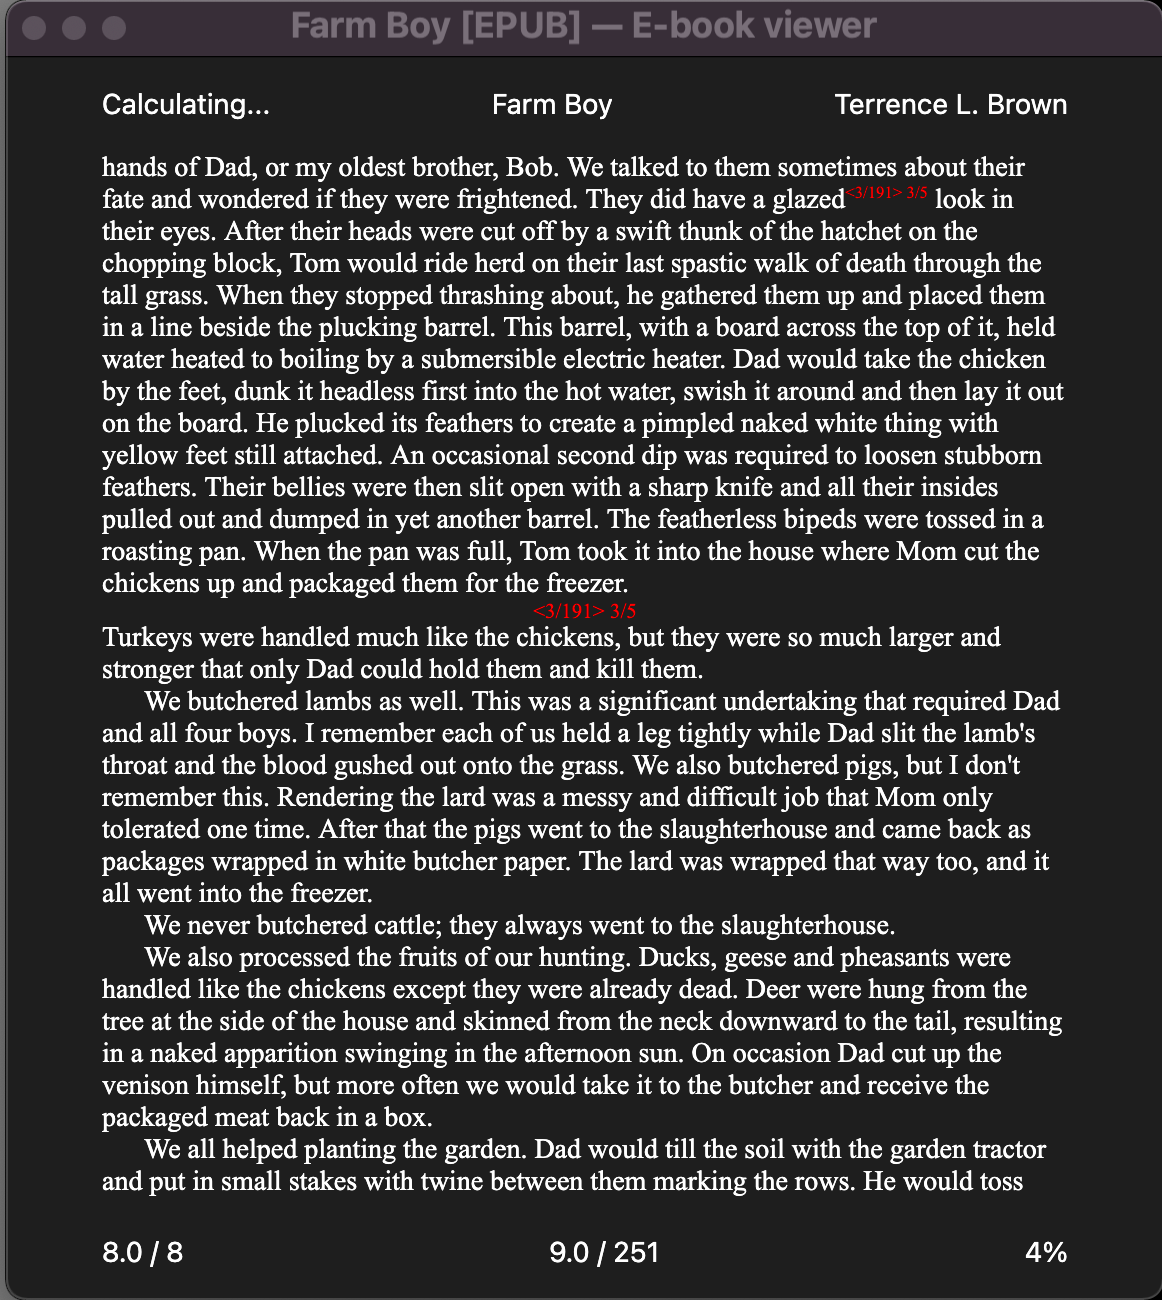 Farm Boy [EPUB] — E-book viewer
Calculating... Farm Boy Terrence L. Brown
hands of Dad, or my oldest brother, Bob. We talked to them sometimes about their
fate and wondered if they were frightened. They did have a glazed<3/191> 3/5 look in
their eyes. After their heads were cut off by a swift thunk of the hatchet on the
chopping block, Tom would ride herd on their last spastic walk of death through the
tall grass. When they stopped thrashing about, he gathered them up and placed them
in a line beside the plucking barrel. This barrel, with a board across the top of it, held
water heated to boiling by a submersible electric heater. Dad would take the chicken
by the feet, dunk it headless first into the hot water, swish it around and then lay it out
on the board. He plucked its feathers to create a pimpled naked white thing with
yellow feet still attached. An occasional second dip was required to loosen stubborn
feathers. Their bellies were then slit open with a sharp knife and all their insides
pulled out and dumped in yet another barrel. The featherless bipeds were tossed in a
roasting pan. When the pan was full, Tom took it into the house where Mom cut the
chickens up and packaged them for the freezer.
<3/191> 3/5
Turkeys were handled much like the chickens, but they were so much larger and
stronger that only Dad could hold them and kill them.
We butchered lambs as well. This was a significant undertaking that required Dad
and all four boys. I remember each of us held a leg tightly while Dad slit the lamb's
throat and the blood gushed out onto the grass. We also butchered pigs, but I don't
remember this. Rendering the lard was a messy and difficult job that Mom only
tolerated one time. After that the pigs went to the slaughterhouse and came back as
packages wrapped in white butcher paper. The lard was wrapped that way too, and it
all went into the freezer.
We never butchered cattle; they always went to the slaughterhouse.
We also processed the fruits of our hunting. Ducks, geese and pheasants were
handled like the chickens except they were already dead. Deer were hung from the
tree at the side of the house and skinned from the neck downward to the tail, resulting
in a naked apparition swinging in the afternoon sun. On occasion Dad cut up the
venison himself, but more often we would take it to the butcher and receive the
packaged meat back in a box.
We all helped planting the garden. Dad would till the soil with the garden tractor
and put in small stakes with twine between them marking the rows. He would toss
8.0 / 8 9.0 / 251 4%